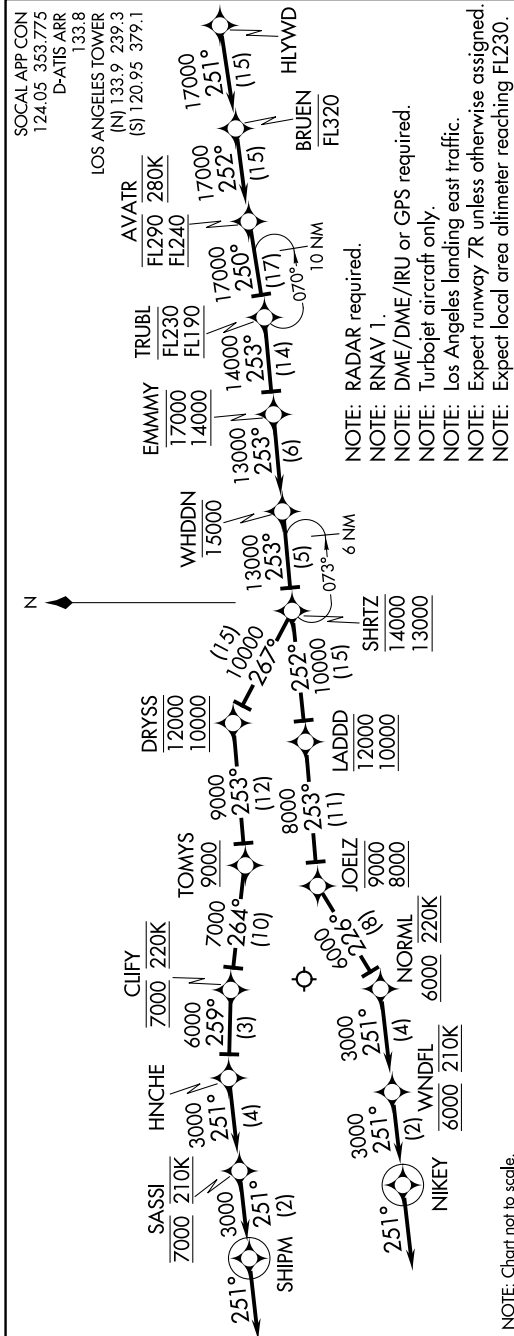 SOCAL APP CON
124.05 353.775
D-ATIS ARR
133.8
LOS ANGELES TOWER
(N) 133.9 239.3
(S) 120.95 379.1
N
HLYWD
17000
251°
(15)
BRUEN
FL320
17000
252°
(15)
AVATR
FL290 280K
FL240
17000
250°
(17)
070°
10 NM
TRUBL
FL230
FL190
14000
253°
(14)
EMMMY
17000
14000
13000
253°
(6)
WHDDN
15000
13000
253°
(5)
073°
6 NM
SHRTZ
14000
13000
(15)
10000
267°
DRYSS
12000
10000
9000
253°
(12)
TOMYS
9000
7000
264°
(10)
CLIFY
7000 220K
6000
259°
(3)
HNCHE
3000
251°
(4)
SASSI
7000 210K
3000
251°
(2)
SHIPM
251°
252°
10000
(15)
LADDD
12000
10000
8000
253°
(11)
JOELZ
9000
8000
6000
226°
(8)
NORML
6000 220K
3000
251°
(4)
WNDFL
6000 210K
3000
251°
(2)
NIKEY
251°
NOTE: RADAR required.
NOTE: RNAV 1.
NOTE: DME/DME/IRU or GPS required.
NOTE: Turbojet aircraft only.
NOTE: Los Angeles landing east traffic.
NOTE: Expect runway 7R unless otherwise assigned.
NOTE: Expect local area altimeter reaching FL230.
NOTE: Chart not to scale.